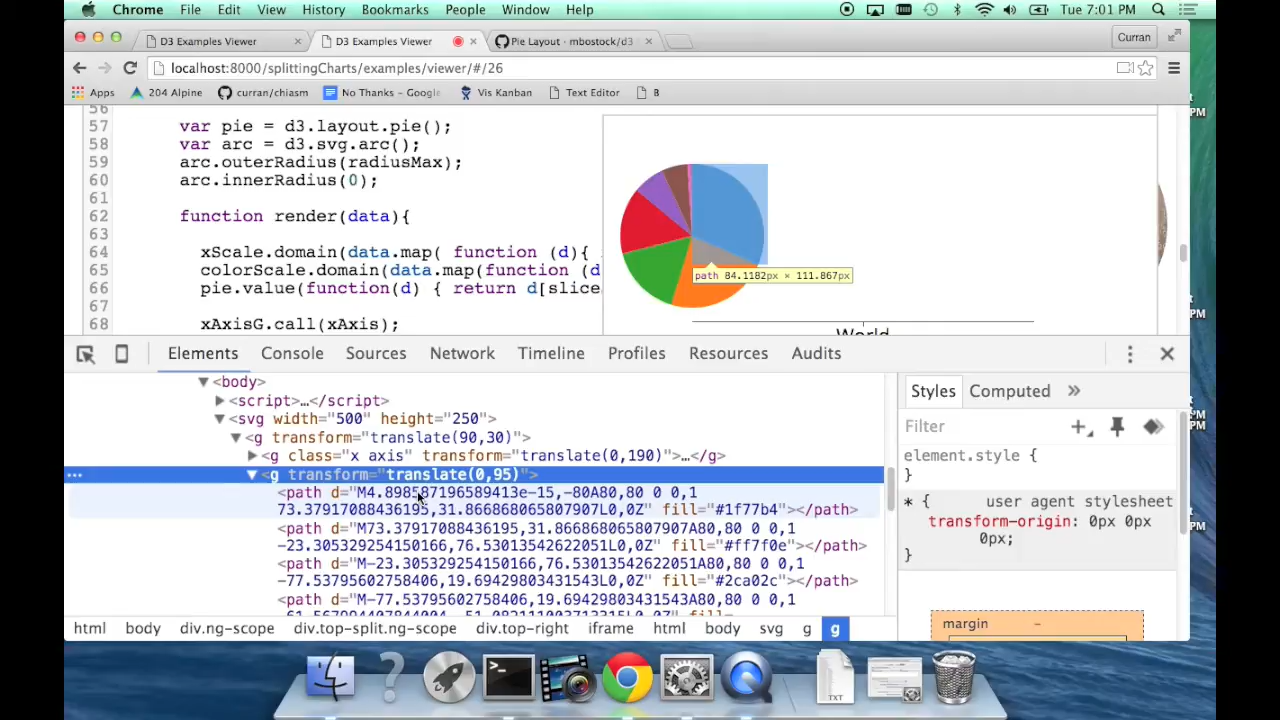 Chrome File Edit View History Bookmarks People Window Help Tue 7:01 PM
D3 Examples Viewer × D3 Examples Viewer × Pie Layout · mbostock/d3 × Curran
localhost:8000/splittingCharts/examples/viewer/#/26
Apps 204 Alpine curran/chiasm No Thanks – Google Vis Kanban Text Editor B
56
57 var pie = d3.layout.pie();
58 var arc = d3.svg.arc();
59 arc.outerRadius(radiusMax);
60 arc.innerRadius(0);
61
62 function render(data){
63
64 xScale.domain(data.map( function (d){
65 colorScale.domain(data.map(function (d
66 pie.value(function(d) { return d[slice
67
68 xAxisG.call(xAxis);
path 84.1182px × 111.867px
World
Elements Console Sources Network Timeline Profiles Resources Audits
<body>
<script>…</script>
<svg width="500" height="250">
<g transform="translate(90,30)">
<g class="x axis" transform="translate(0,190)">…</g>
<g transform="translate(0,95)">
<path d="M4.898587196589413e-15,-80A80,80 0 0,1
73.37917088436195,31.866868065807907L0,0Z" fill="#1f77b4"></path>
<path d="M73.37917088436195,31.866868065807907A80,80 0 0,1
-23.305329254150166,76.53013542622051L0,0Z" fill="#ff7f0e"></path>
<path d="M-23.305329254150166,76.53013542622051A80,80 0 0,1
-77.53795602758406,19.69429803431543L0,0Z" fill="#2ca02c"></path>
<path d="M-77.53795602758406,19.69429803431543A80,80 0 0,1
html body div.ng-scope div.top-split.ng-scope div.top-right iframe html body svg g g
Styles Computed »
Filter
element.style {
}
* { user agent stylesheet
transform-origin: 0px 0px
0px;
}
margin –
PM
PM
PM
PM
TXT